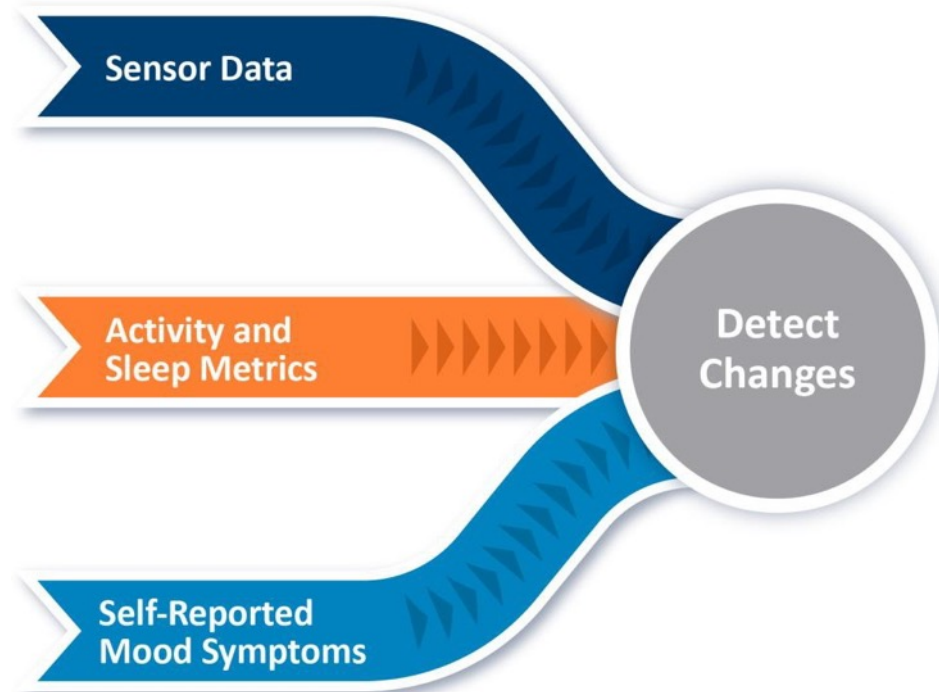 Sensor Data
Activity and
Sleep Metrics
Detect
Changes
Self-Reported
Mood Symptoms